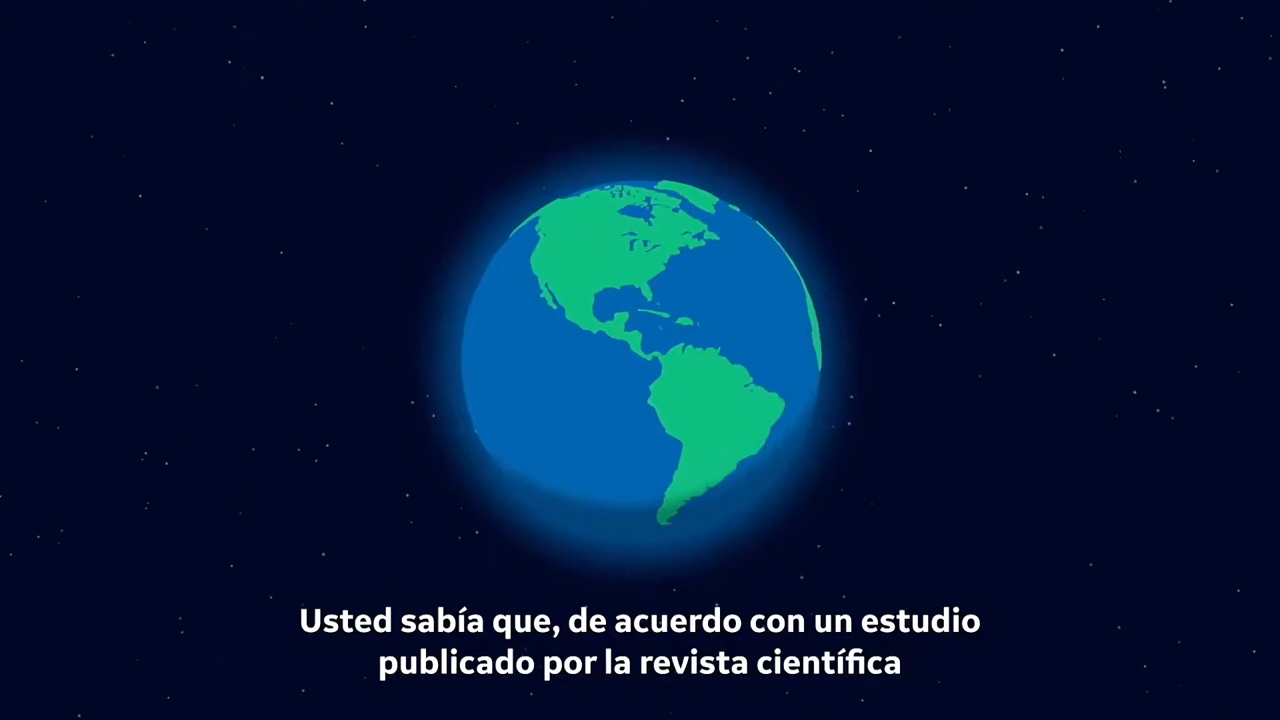 Usted sabía que, de acuerdo con un estudio
publicado por la revista científica